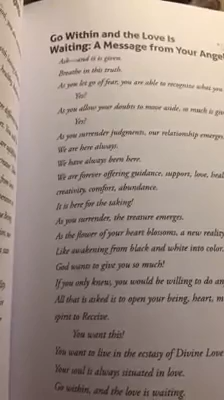 Go Within and the Love Is
Waiting: A Message from Your Angel
Ask—and it is given.
Breathe in this truth.
As you let go of fear, you are able to recognize what you
Yes!
As you allow your doubts to move aside, so much is
Yes!
As you surrender judgments, our relationship emerges
We are here always.
We have always been here.
We are forever offering guidance, support, love,
creativity, comfort, abundance.
It is here for the taking!
As you surrender, the treasure emerges.
As the flower of your heart blossoms, a new reality
Like awakening from black and white into color.
God wants to give you so much!
If you only knew, you would be willing to do
All that is asked is to open your being, heart,
spirit to Receive.
You want this!
You want to live in the ecstasy of Divine Love
Your soul is always situated in love.
Go within, and the love is waiting.